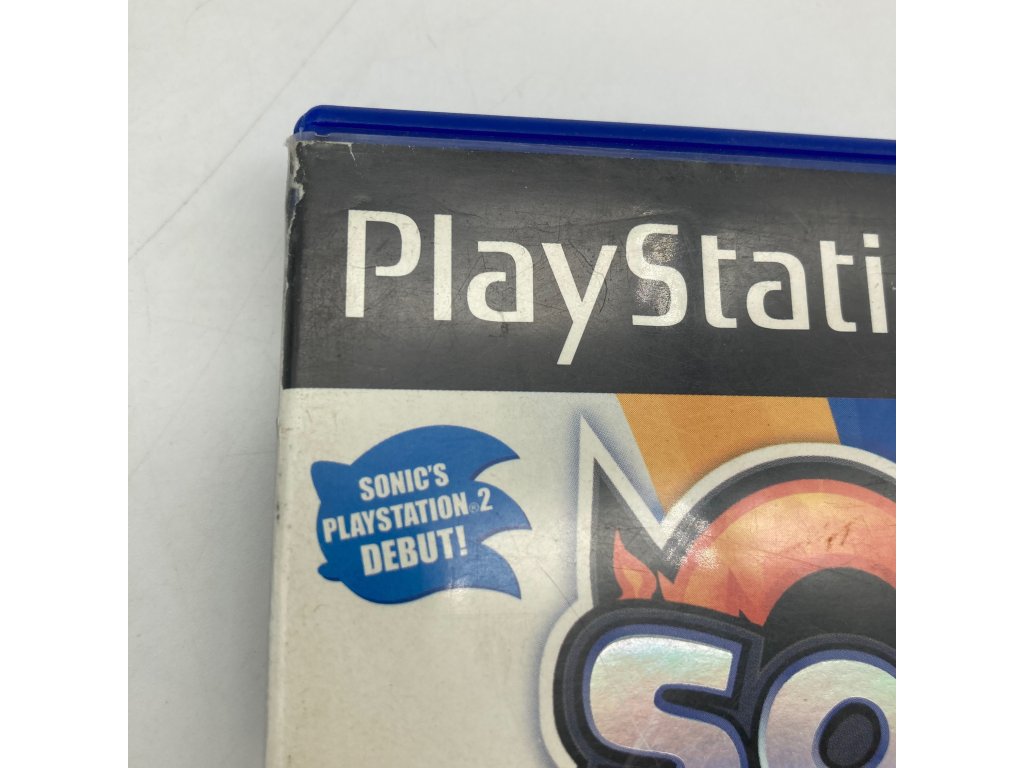 PlayStati
SONIC'S
PLAYSTATION®2
DEBUT!
SO